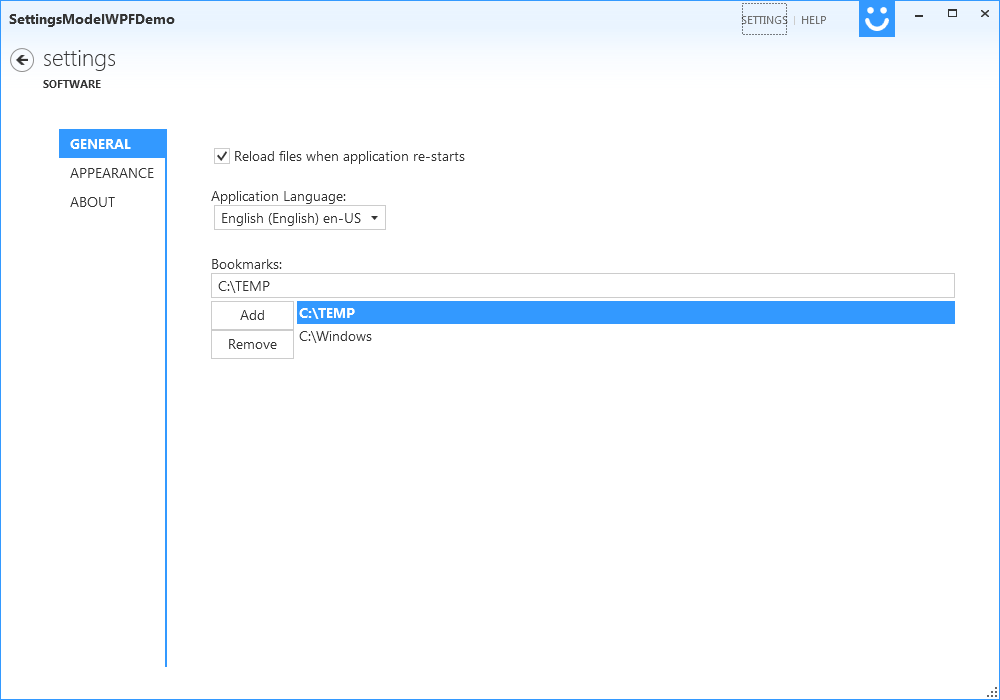 SettingsModelWPFDemo
SETTINGS | HELP
settings
SOFTWARE
GENERAL
APPEARANCE
ABOUT
Reload files when application re-starts
Application Language:
English (English) en-US
Bookmarks:
C:\TEMP
Add
C:\TEMP
Remove
C:\Windows